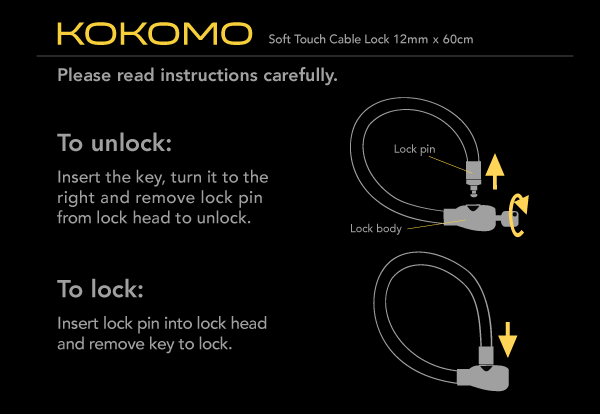 KOKOMO Soft Touch Cable Lock 12mm x 60cm
Please read instructions carefully.
To unlock:
Insert the key, turn it to the
right and remove lock pin
from lock head to unlock.
Lock pin
Lock body
To lock:
Insert lock pin into lock head
and remove key to lock.